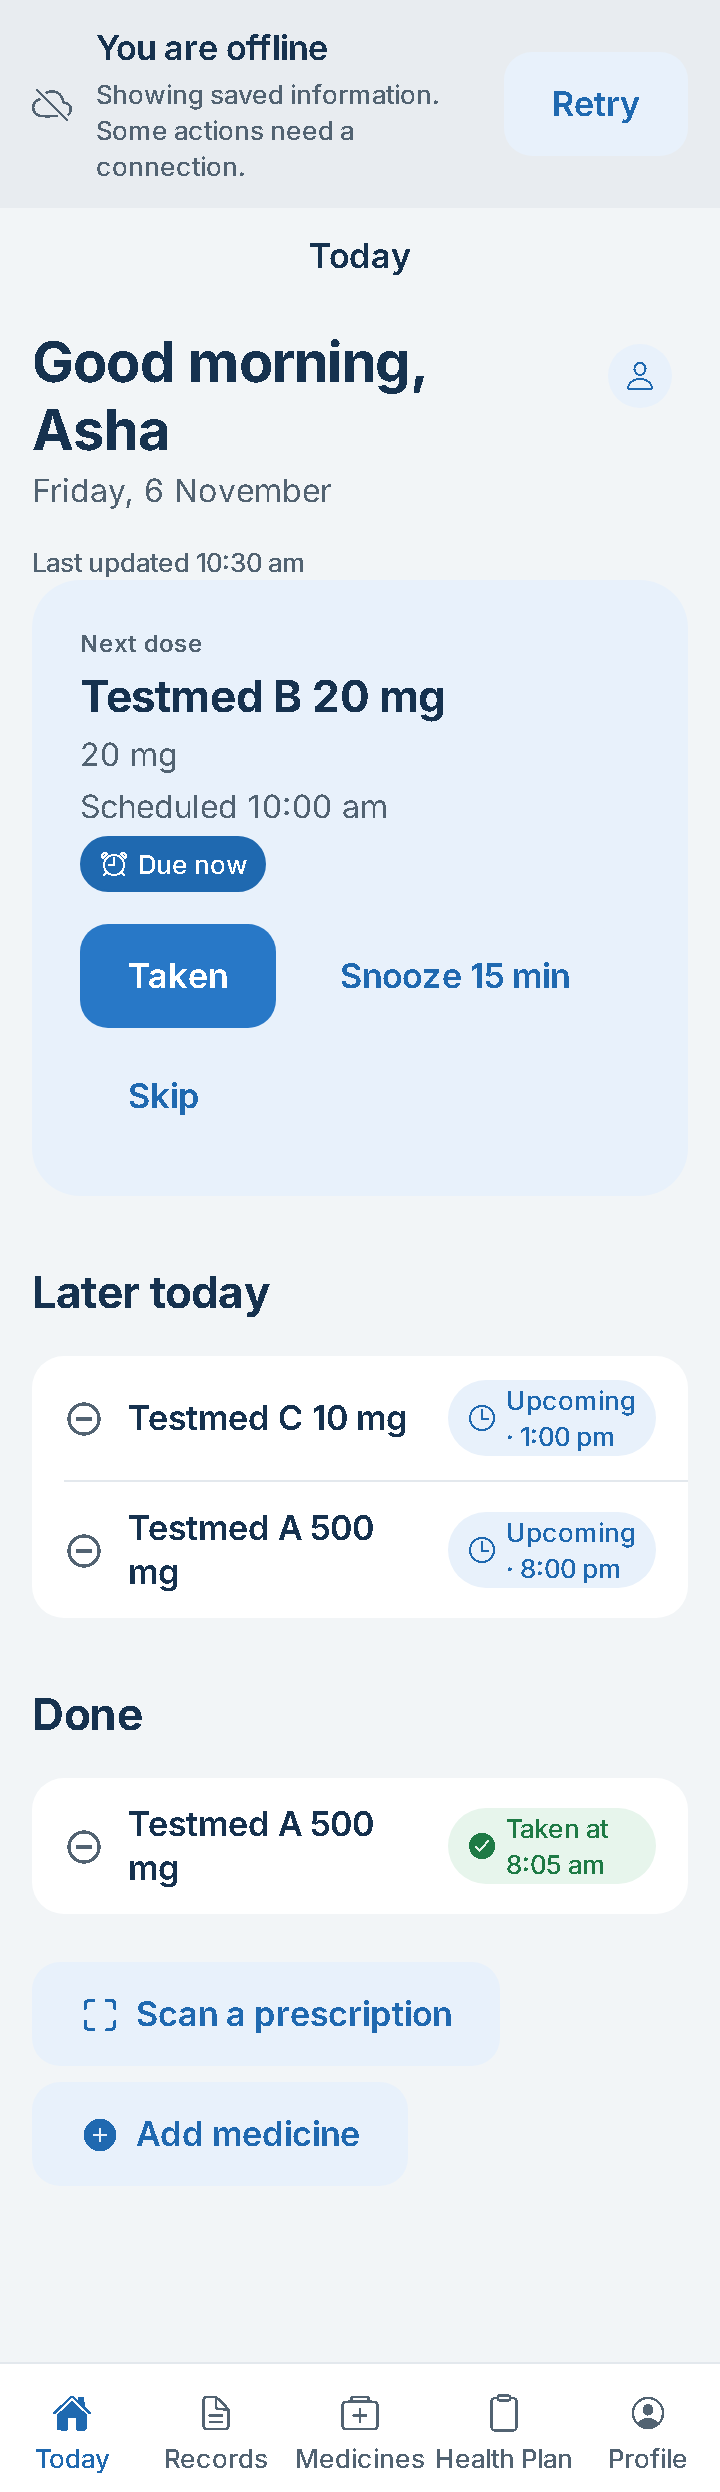 You are offline
Showing saved information.
Some actions need a
connection.
Retry
Today
Good morning,
Asha
Friday, 6 November
Last updated 10:30 am
Next dose
Testmed B 20 mg
20 mg
Scheduled 10:00 am
Due now
Taken
Snooze 15 min
Skip
Later today
Testmed C 10 mg
Upcoming
· 1:00 pm
Testmed A 500
mg
Upcoming
· 8:00 pm
Done
Testmed A 500
mg
Taken at
8:05 am
Scan a prescription
Add medicine
Today
Records
Medicines
Health Plan
Profile